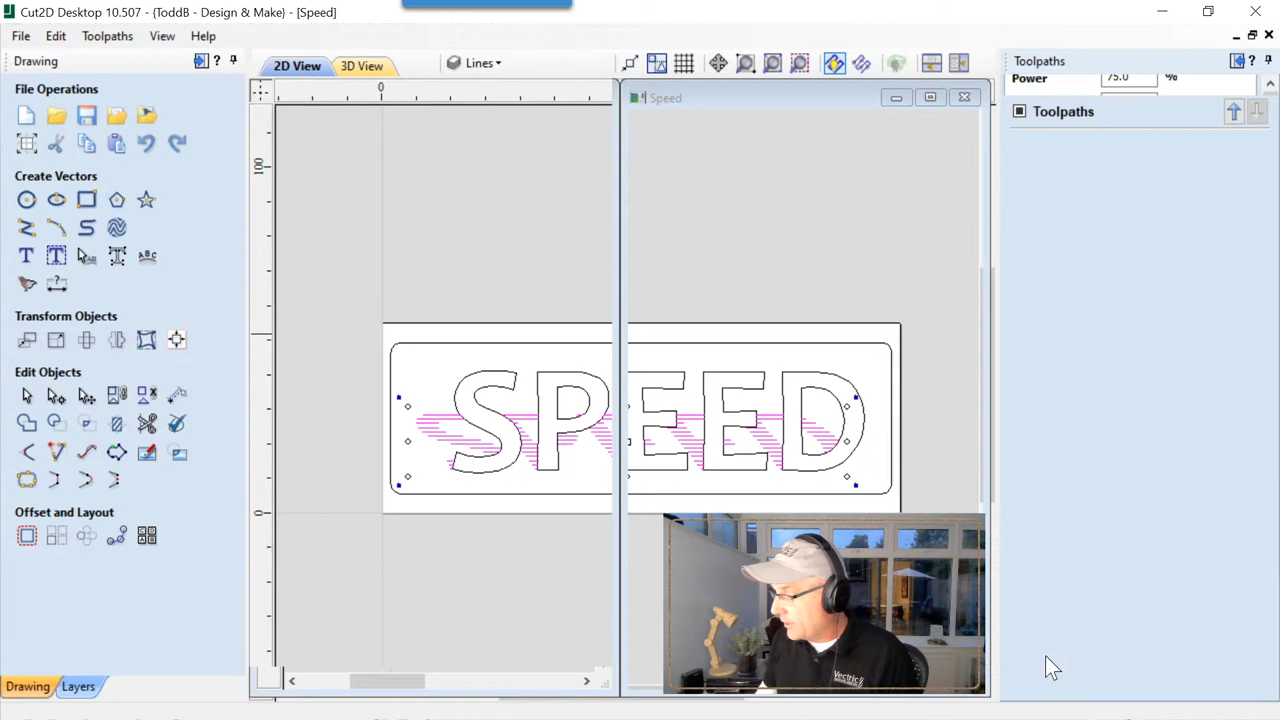 Cut2D Desktop 10.507 - {ToddB - Design & Make} - [Speed]
File Edit Toolpaths View Help
Drawing
File Operations
Create Vectors
Transform Objects
Edit Objects
Offset and Layout
Drawing Layers
2D View 3D View Lines
0
100
0
Speed
SPEED
Vectric
Toolpaths
Power 75.0 %
Toolpaths